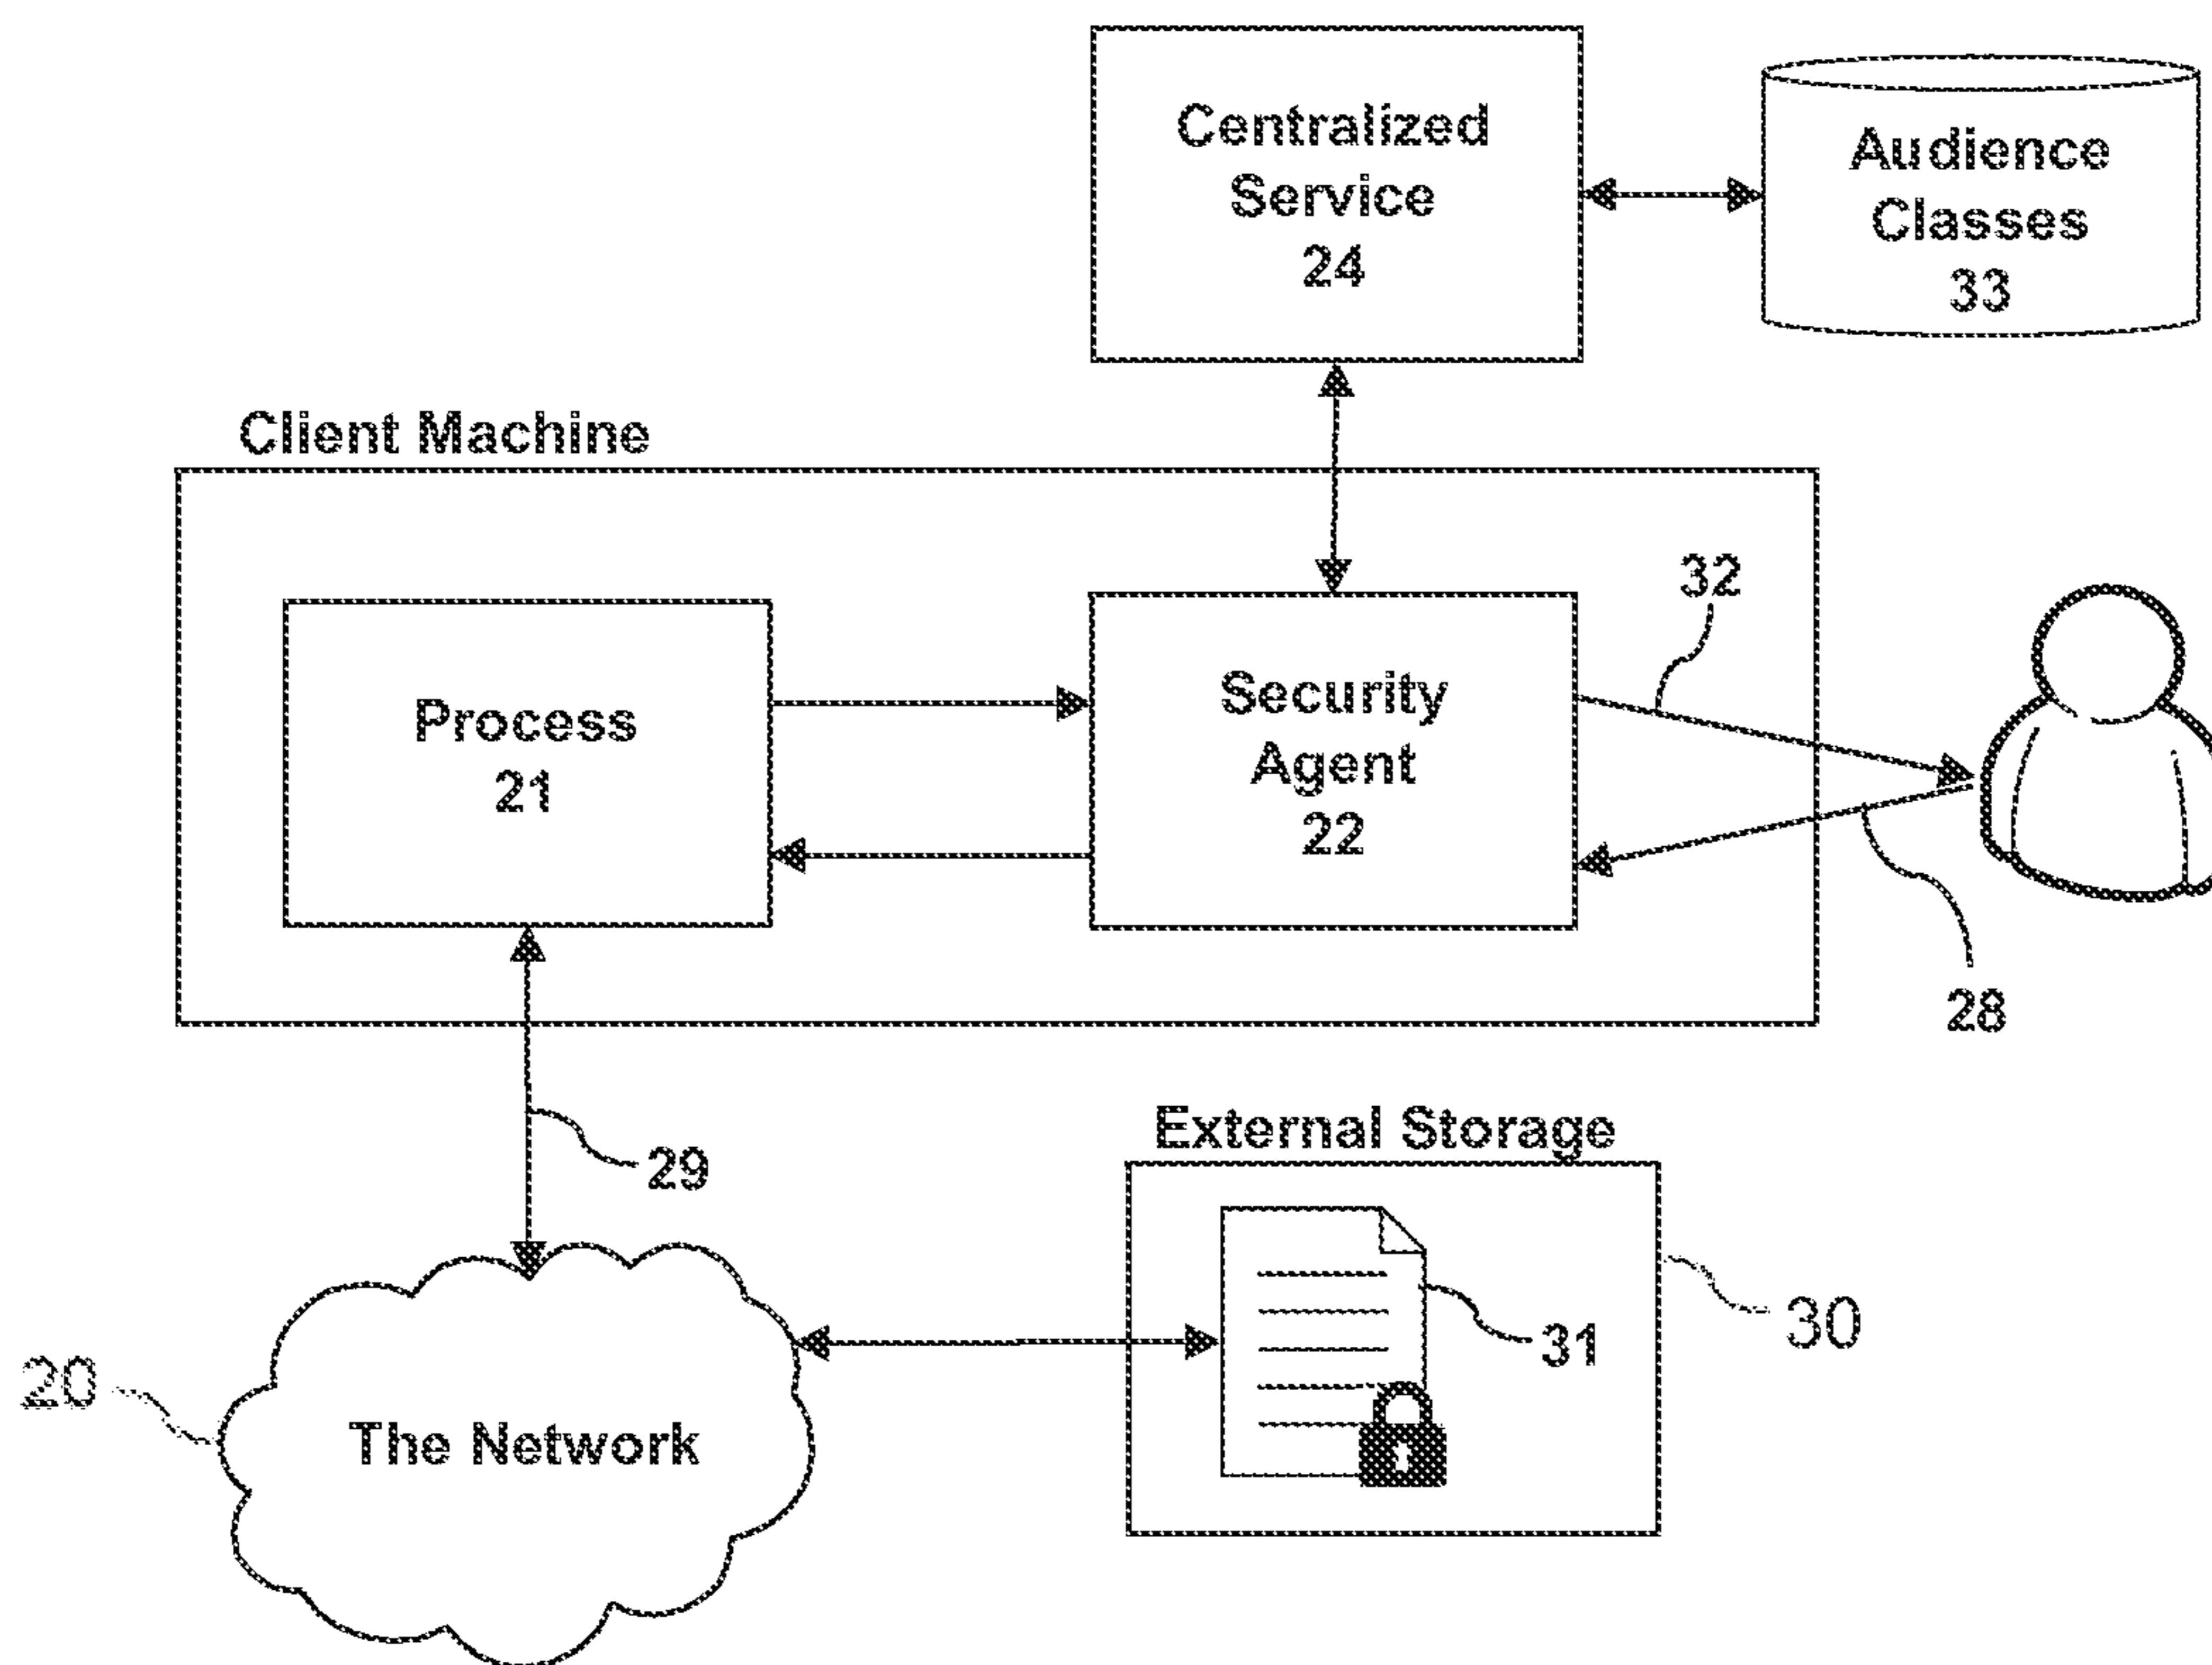 Centralized
Service
24
Audience
Classes
33
Client Machine
32
Process
21
Security
Agent
22
28
29
External Storage
31
30
20
The Network